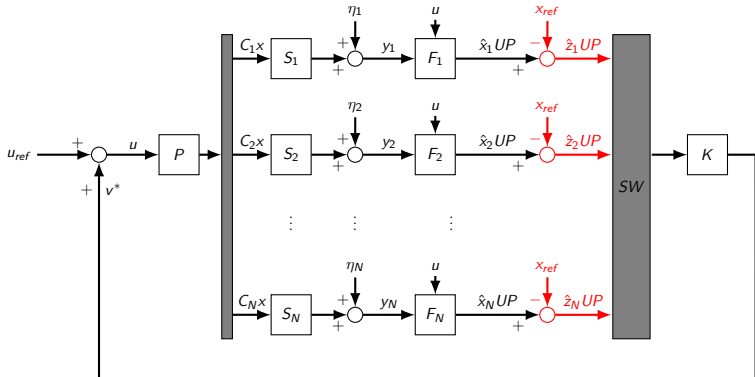 η1 u x_ref
C1x + S1 + y1 F1 x̂1UP + − ẑ1UP
η2 u x_ref
u_ref + u P C2x + S2 + y2 F2 x̂2UP + − ẑ2UP SW K
+ v*
⋮ ⋮ ⋮
ηN u x_ref
CNx + SN + yN FN x̂NUP + − ẑNUP